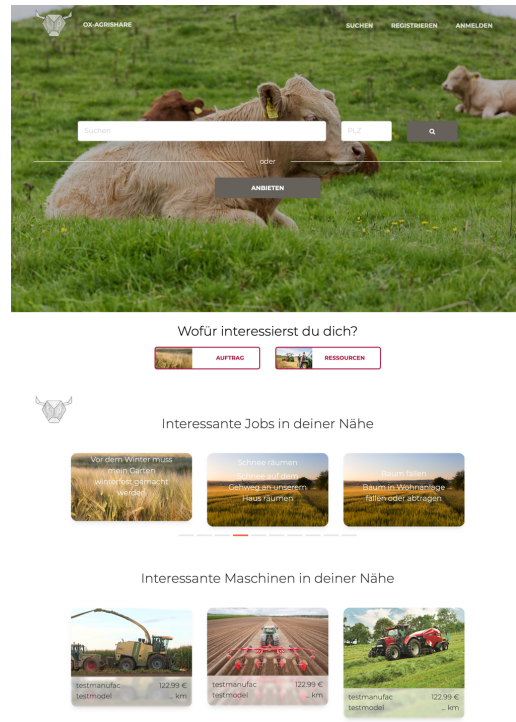 OX-AGRISHARE
SUCHEN REGISTRIEREN ANMELDEN
Suchen
PLZ
oder
ANBIETEN
Wofür interessierst du dich?
AUFTRAG
RESSOURCEN
Interessante Jobs in deiner Nähe
Vor dem Winter muss
mein Garten
winterfest gemacht
werden
Schnee räumen
Schnee auf dem
Gehweg an unserem
Haus räumen
Baum fällen
Baum in Wohnanlage
fällen oder abtragen
Interessante Maschinen in deiner Nähe
testmanufac 122.99 €
testmodel .. km
testmanufac 122.99 €
testmodel .. km
testmanufac 122.99 €
testmodel .. km